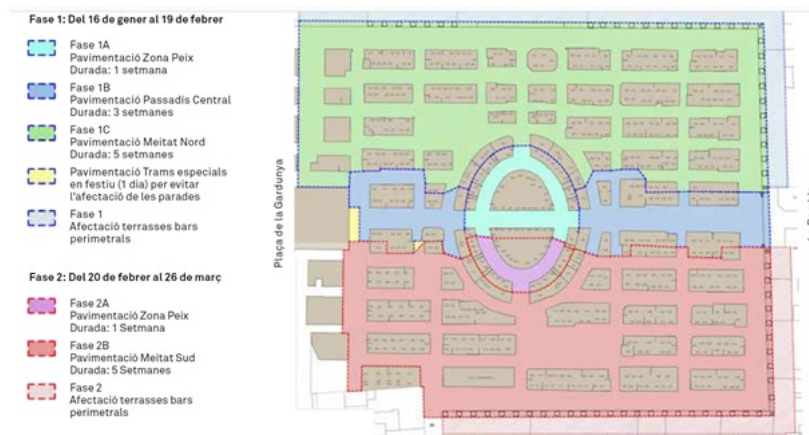 Fase 1: Del 16 de gener al 19 de febrer
Fase 1A
Pavimentació Zona Peix
Durada: 1 setmana
Fase 1B
Pavimentació Passadís Central
Durada: 3 setmanes
Fase 1C
Pavimentació Meitat Nord
Durada: 5 setmanes
Pavimentació Trams especials
en festiu (1 dia) per evitar
l'afectació de les parades
Fase 1
Afectació terrasses bars
perimetrals
Fase 2: Del 20 de febrer al 26 de març
Fase 2A
Pavimentació Zona Peix
Durada: 1 Setmana
Fase 2B
Pavimentació Meitat Sud
Durada: 5 Setmanes
Fase 2
Afectació terrasses bars
perimetrals
Plaça de la Gardunya